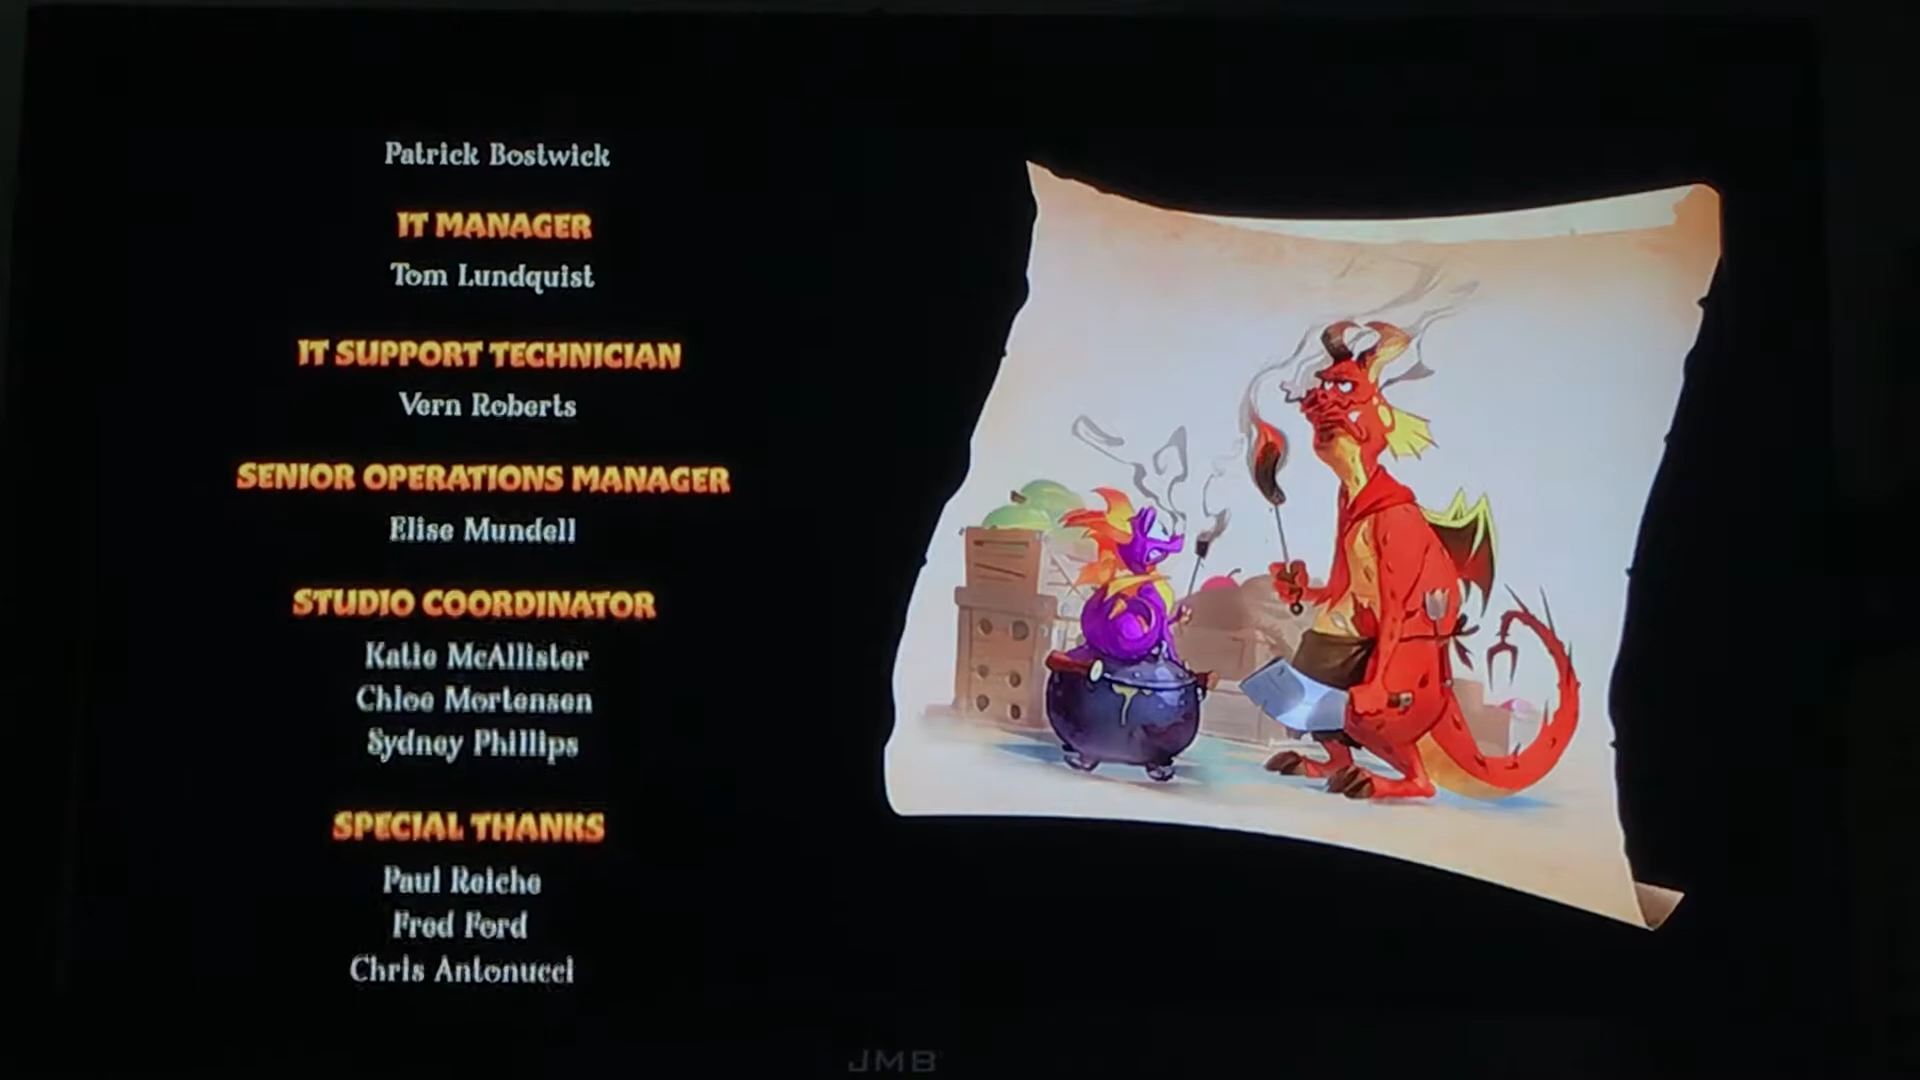 Patrick Bostwick
IT MANAGER
Tom Lundquist
IT SUPPORT TECHNICIAN
Vern Roberts
SENIOR OPERATIONS MANAGER
Elise Mundell
STUDIO COORDINATOR
Katie McAllister
Chloe Mortensen
Sydney Phillips
SPECIAL THANKS
Paul Reiche
Fred Ford
Chris Antonucci
JMB